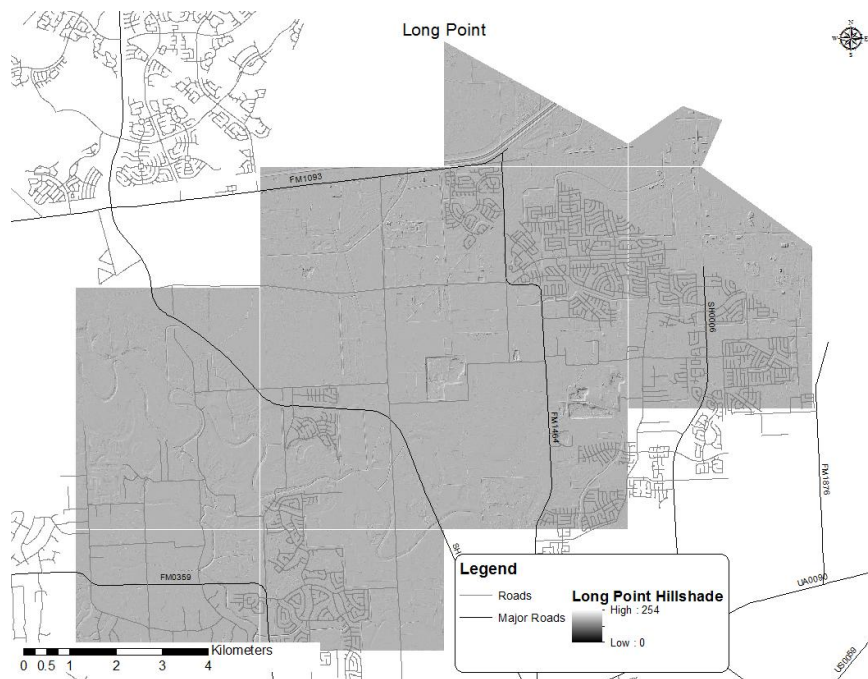 Long Point
N
W E
S
FM1093
SH0006
FM1464
FM1876
SH
FM0359
UA0090
US0059
Legend
Roads
Major Roads
Long Point Hillshade
High : 254
Low : 0
Kilometers
0 0.5 1 2 3 4